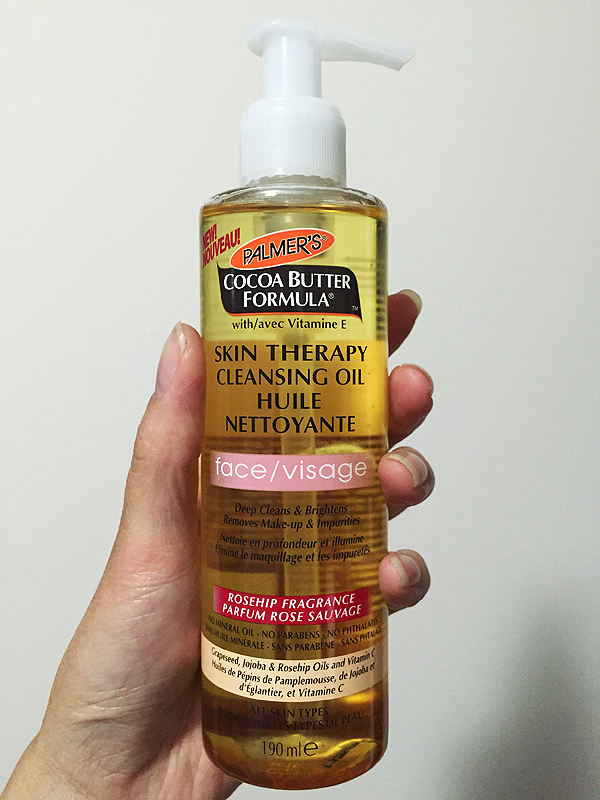 NEW!
NOUVEAU!
PALMER'S®
COCOA BUTTER
FORMULA®
TM
with/avec Vitamine E
SKIN THERAPY
CLEANSING OIL
HUILE
NETTOYANTE
face/visage
Deep Cleans & Brightens
Removes Make-up & Impurities
Nettoie en profondeur et illumine
Élimine le maquillage et les impuretés
ROSEHIP FRAGRANCE
PARFUM ROSE SAUVAGE
NO MINERAL OIL - NO PARABENS - NO PHTHALATES
SANS HUILE MINÉRALE - SANS PARABÈNE - SANS PHTAL
Grapeseed, Jojoba & Rosehip Oils and Vitamin C
Huiles de Pépins de Pamplemousse, de Jojoba et
d'Églantier, et Vitamine C
ALL SKIN TYPES
TOUS LES TYPES DE PEAU
190 ml e